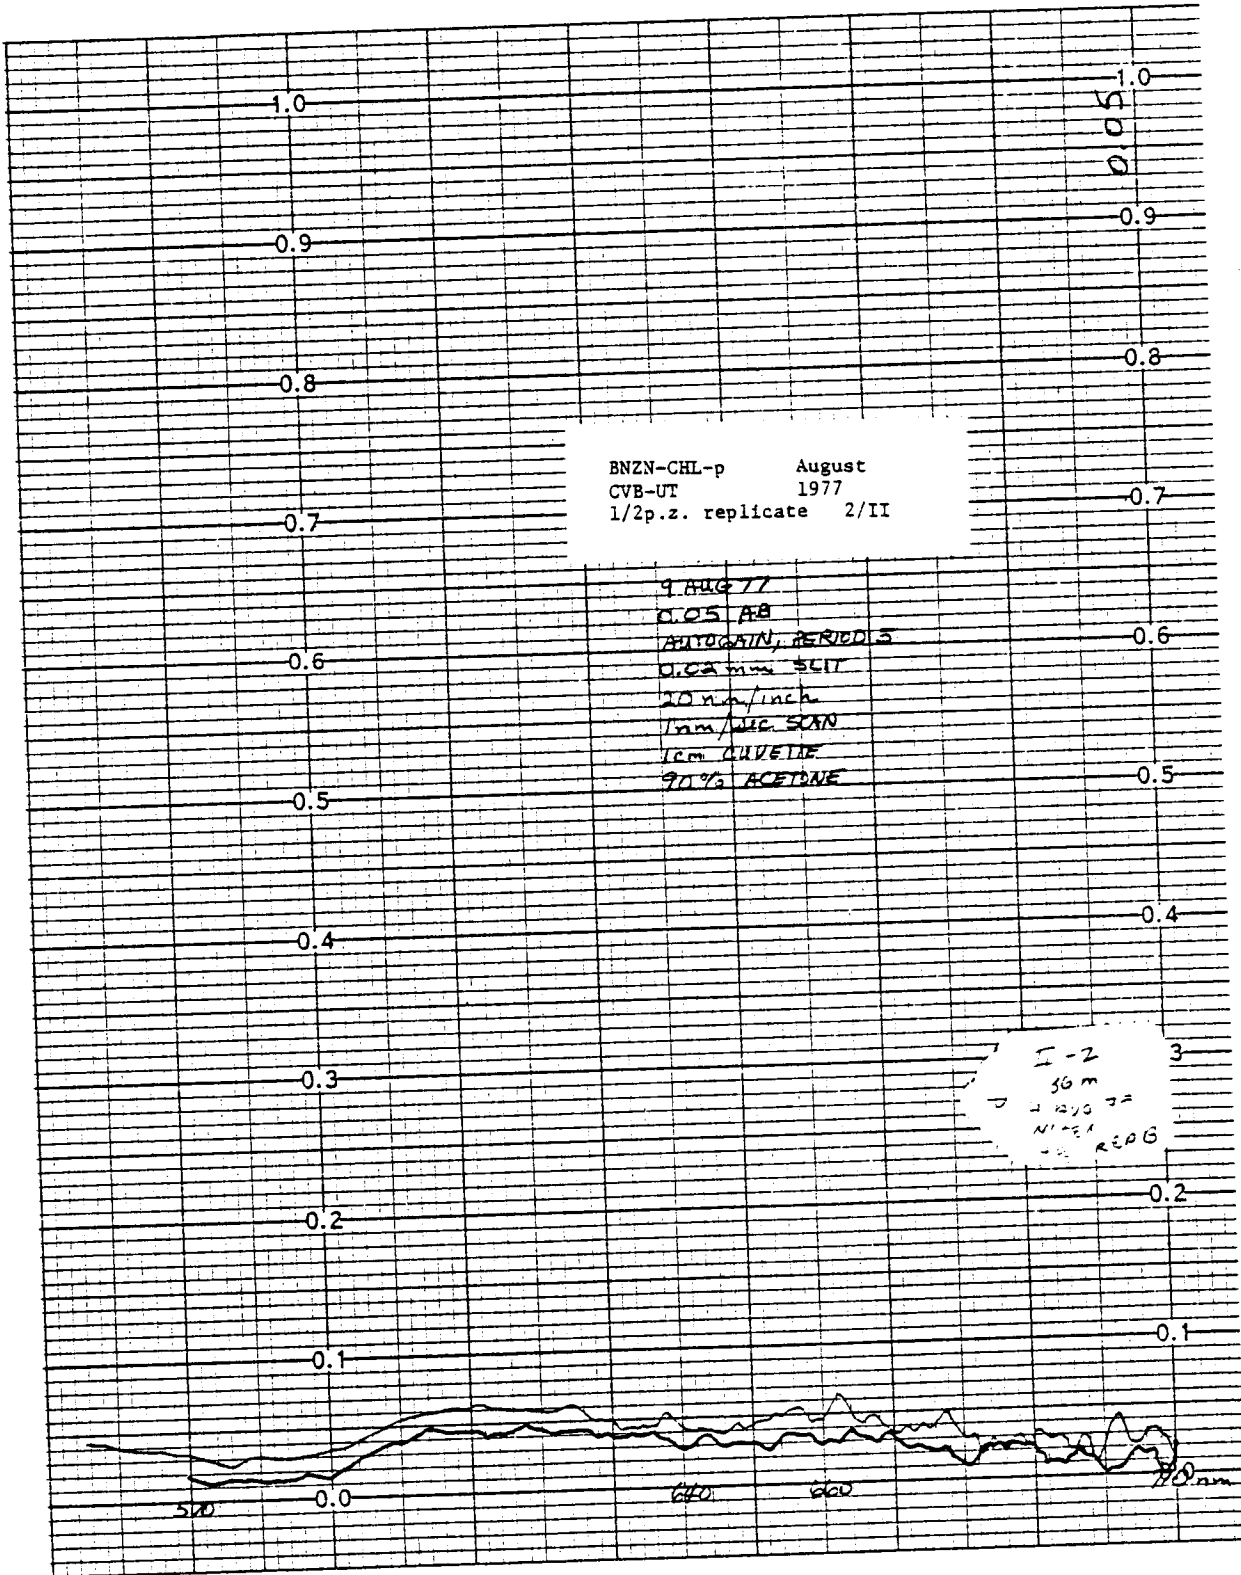 1.0
1.0
0.05
0.9
0.9
0.8
0.8
BNZN-CHL-p August
CVB-UT 1977
1/2p.z. replicate 2/II
0.7
0.7
9 AUG 77
0.05 AB
AUTOGAIN, PERIOD 5
0.02 mm SLIT
20 nm/inch
1nm/sec. SCAN
1cm CUVETTE
90% ACETONE
0.6
0.6
0.5
0.5
0.4
0.4
3
0.3
II-2
36 m
REPB
0.2
0.2
0.1
0.1
0.0
640
660
nm